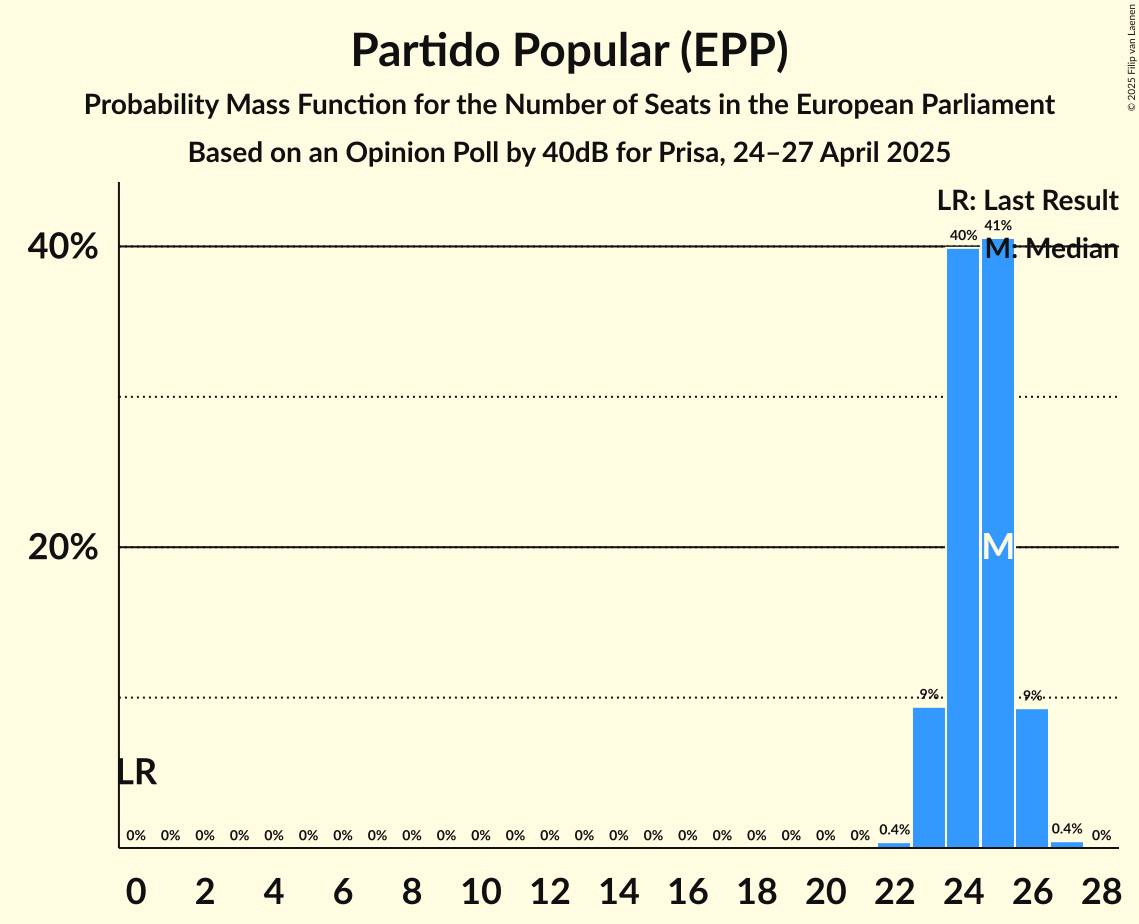 Partido Popular (EPP)
Probability Mass Function for the Number of Seats in the European Parliament
Based on an Opinion Poll by 40dB for Prisa, 24–27 April 2025
© 2025 Filip van Laenen
LR: Last Result
M: Median
40%
20%
40% 41%
M
9% 9%
LR
0% 0% 0% 0% 0% 0% 0% 0% 0% 0% 0% 0% 0% 0% 0% 0% 0% 0% 0% 0% 0% 0% 0.4% 0.4% 0%
0 2 4 6 8 10 12 14 16 18 20 22 24 26 28